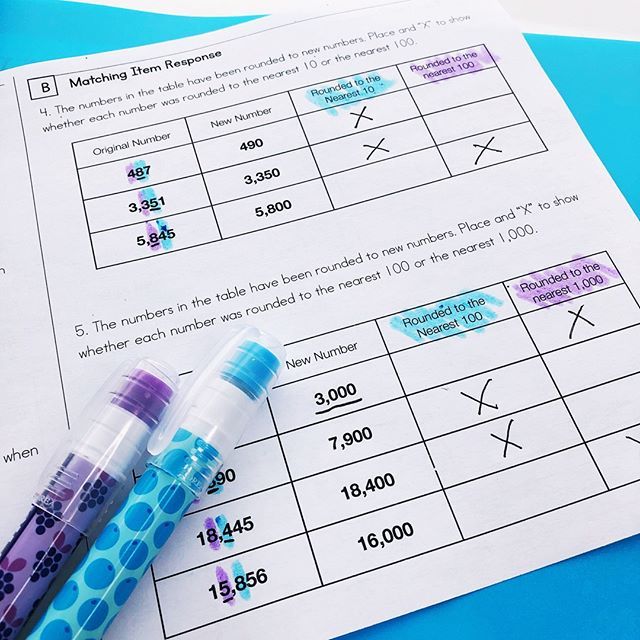 B Matching Item Response
4. The numbers in the table have been rounded to new numbers. Place and "X" to show
whether each number was rounded to the nearest 10 or the nearest 100.
Original Number New Number Rounded to the Nearest 10 Rounded to the nearest 100
487 490 X
3,351 3,350 X
5,845 5,800 X
5. The numbers in the table have been rounded to new numbers. Place and "X" to show
whether each number was rounded to the nearest 100 or the nearest 1,000.
New Number Rounded to the Nearest 100 Rounded to the nearest 1,000
3,000 X
when
90 7,900 X
18,445 18,400 X
15,856 16,000